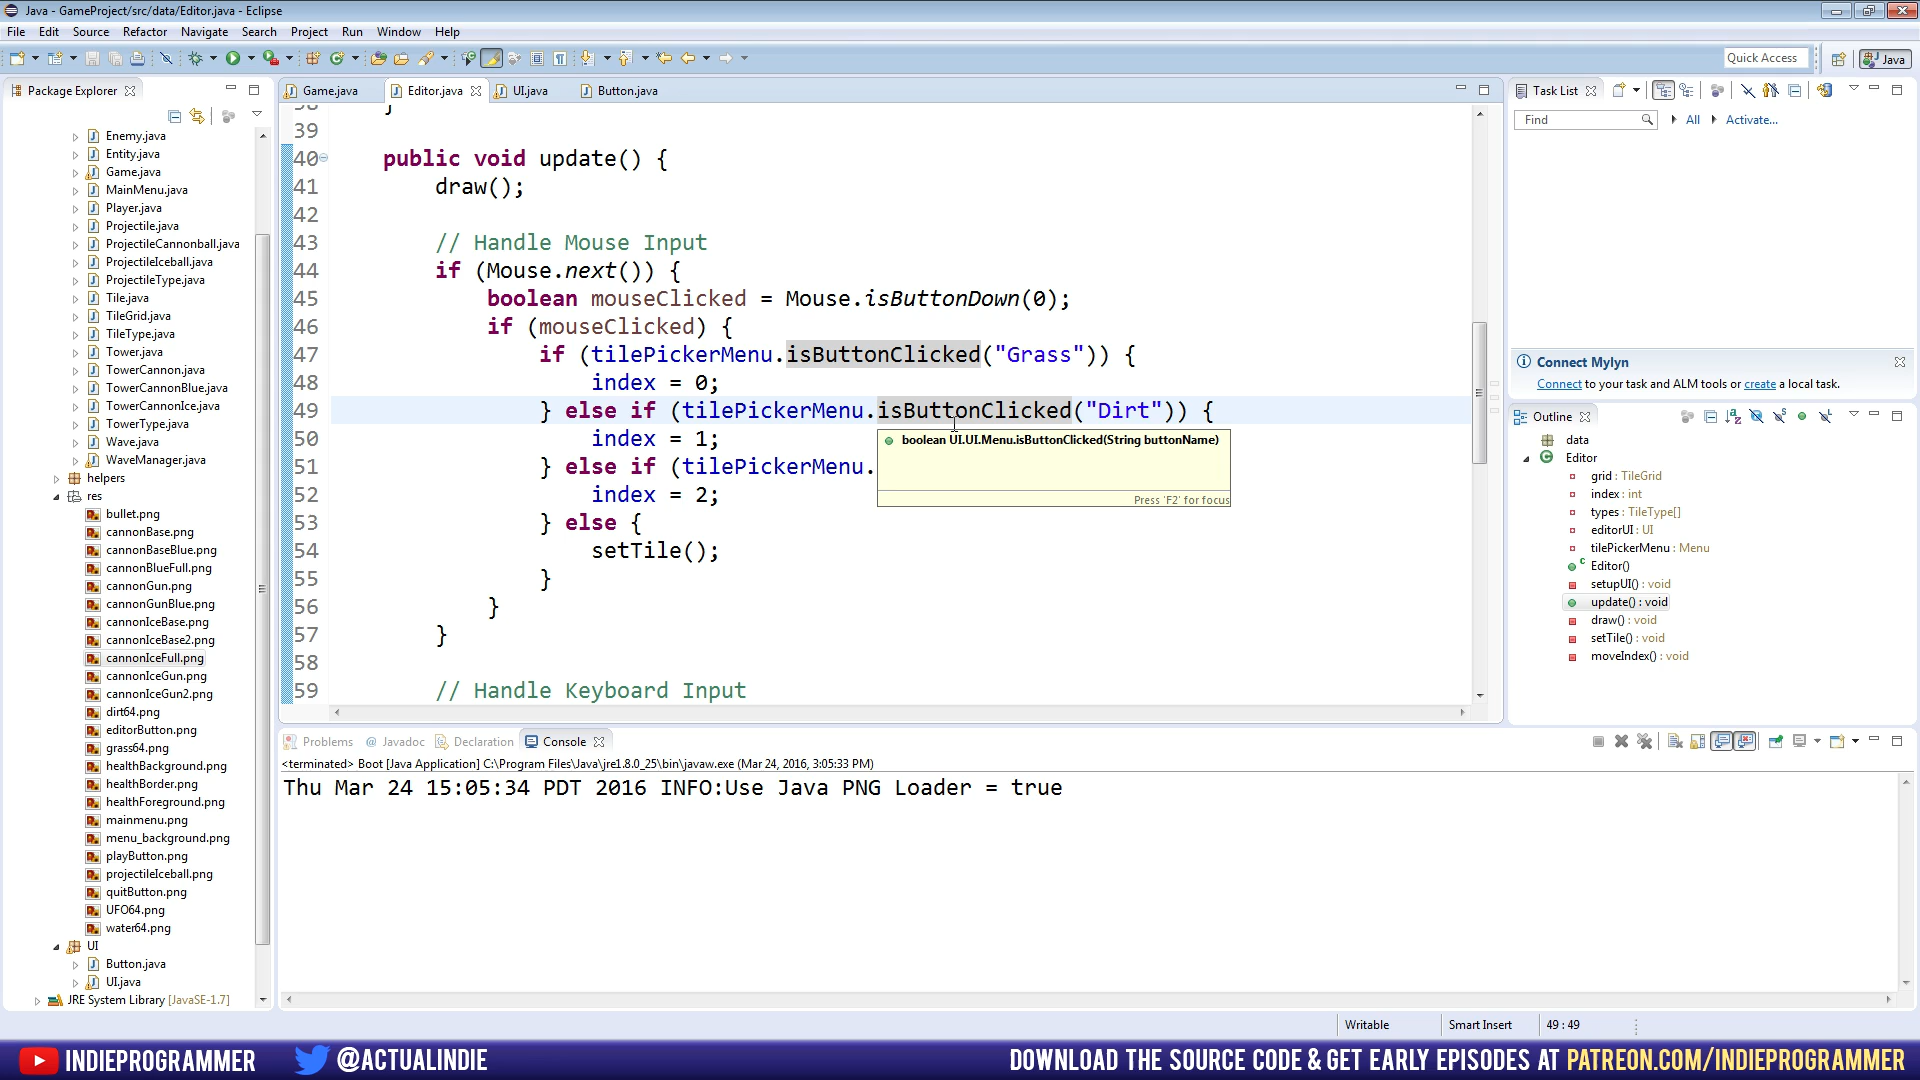 Java - GameProject/src/data/Editor.java - Eclipse
File Edit Source Refactor Navigate Search Project Run Window Help
Quick Access
Java
Package Explorer
Enemy.java
Entity.java
Game.java
MainMenu.java
Player.java
Projectile.java
ProjectileCannonball.java
ProjectileIceball.java
ProjectileType.java
Tile.java
TileGrid.java
TileType.java
Tower.java
TowerCannon.java
TowerCannonBlue.java
TowerCannonIce.java
TowerType.java
Wave.java
WaveManager.java
helpers
res
bullet.png
cannonBase.png
cannonBaseBlue.png
cannonBlueFull.png
cannonGun.png
cannonGunBlue.png
cannonIceBase.png
cannonIceBase2.png
cannonIceFull.png
cannonIceGun.png
cannonIceGun2.png
dirt64.png
editorButton.png
grass64.png
healthBackground.png
healthBorder.png
healthForeground.png
mainmenu.png
menu_background.png
playButton.png
projectileIceball.png
quitButton.png
UFO64.png
water64.png
UI
Button.java
UI.java
JRE System Library [JavaSE-1.7]
Game.java Editor.java UI.java Button.java
38 }
39
40 public void update() {
41 draw();
42
43 // Handle Mouse Input
44 if (Mouse.next()) {
45 boolean mouseClicked = Mouse.isButtonDown(0);
46 if (mouseClicked) {
47 if (tilePickerMenu.isButtonClicked("Grass")) {
48 index = 0;
49 } else if (tilePickerMenu.isButtonClicked("Dirt")) {
50 index = 1;
51 } else if (tilePickerMenu.
52 index = 2;
53 } else {
54 setTile();
55 }
56 }
57 }
58
59 // Handle Keyboard Input
boolean UI.UI.Menu.isButtonClicked(String buttonName)
Press 'F2' for focus
Task List
Find
All
Activate...
Connect Mylyn
Connect to your task and ALM tools or create a local task.
Outline
data
Editor
grid : TileGrid
index : int
types : TileType[]
editorUI : UI
tilePickerMenu : Menu
Editor()
setupUI() : void
update() : void
draw() : void
setTile() : void
moveIndex() : void
Problems @ Javadoc Declaration Console
<terminated> Boot [Java Application] C:\Program Files\Java\jre1.8.0_25\bin\javaw.exe (Mar 24, 2016, 3:05:33 PM)
Thu Mar 24 15:05:34 PDT 2016 INFO:Use Java PNG Loader = true
Writable
Smart Insert
49 : 49
INDIEPROGRAMMER
@ACTUALINDIE
DOWNLOAD THE SOURCE CODE & GET EARLY EPISODES AT PATREON.COM/INDIEPROGRAMMER